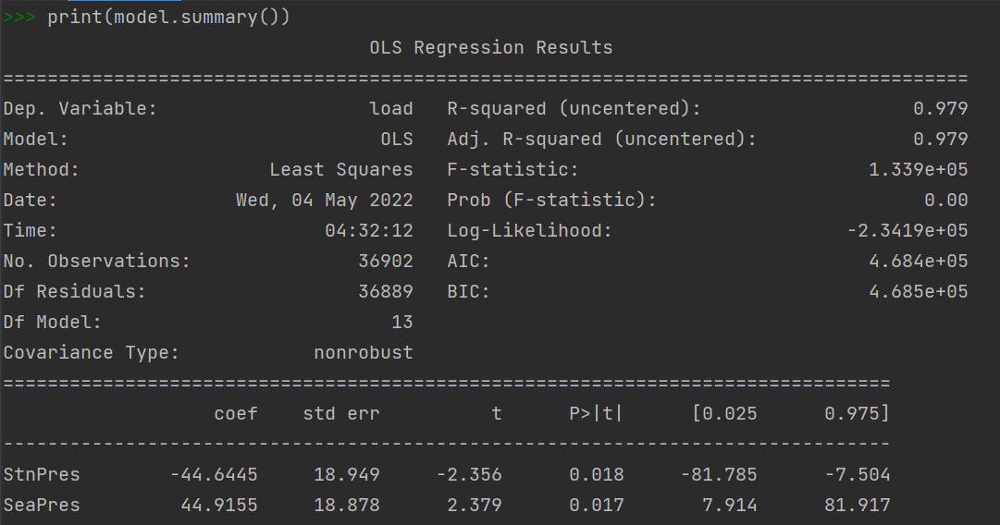 >>> print(model.summary())
                                 OLS Regression Results
=======================================================================================
Dep. Variable:                   load   R-squared (uncentered):                   0.979
Model:                            OLS   Adj. R-squared (uncentered):              0.979
Method:                 Least Squares   F-statistic:                          1.339e+05
Date:                Wed, 04 May 2022   Prob (F-statistic):                        0.00
Time:                        04:32:12   Log-Likelihood:                     -2.3419e+05
No. Observations:               36902   AIC:                                  4.684e+05
Df Residuals:                   36889   BIC:                                  4.685e+05
Df Model:                          13
Covariance Type:            nonrobust
================================================================================
                   coef    std err          t      P>|t|      [0.025      0.975]
--------------------------------------------------------------------------------
StnPres        -44.6445     18.949     -2.356      0.018     -81.785      -7.504
SeaPres         44.9155     18.878      2.379      0.017       7.914      81.917